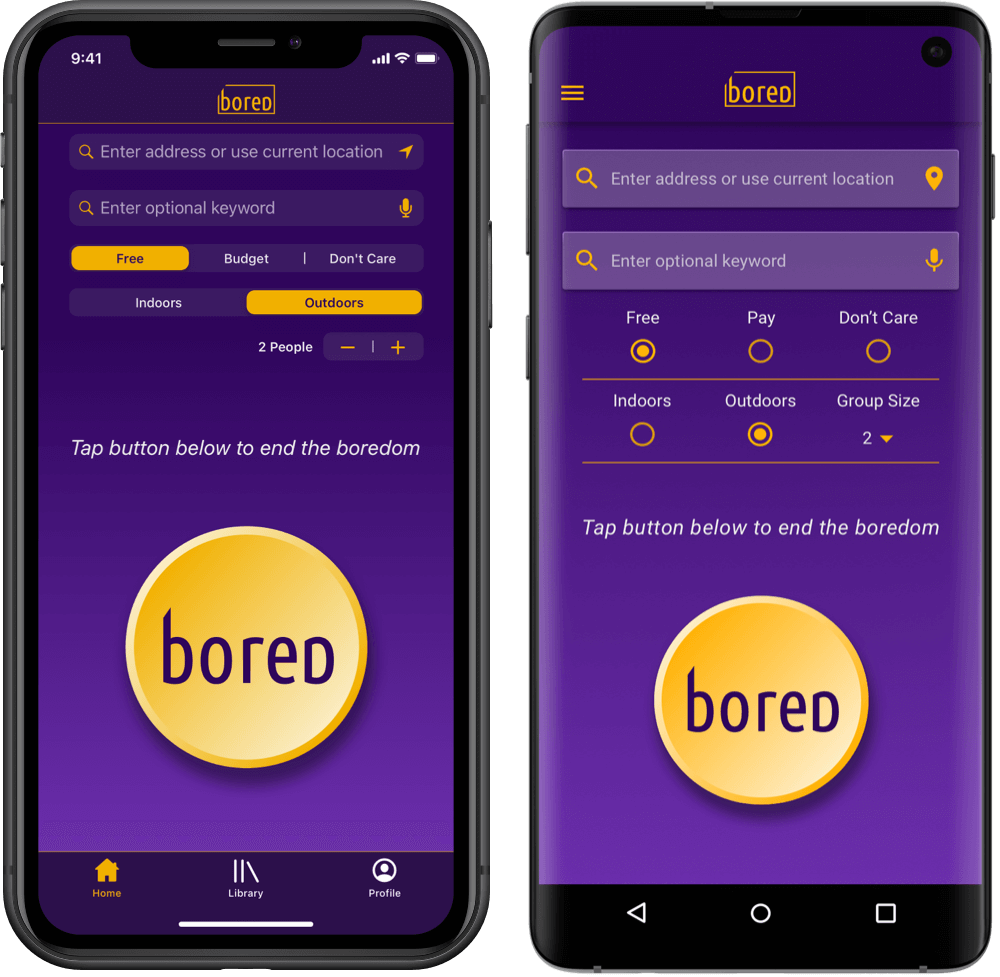 9:41
bored
Enter address or use current location
Enter optional keyword
Free Budget | Don't Care
Indoors Outdoors
2 People − | +
Tap button below to end the boredom
bored
Home Library Profile
bored
Enter address or use current location
Enter optional keyword
Free Pay Don’t Care
Indoors Outdoors Group Size
2
Tap button below to end the boredom
bored